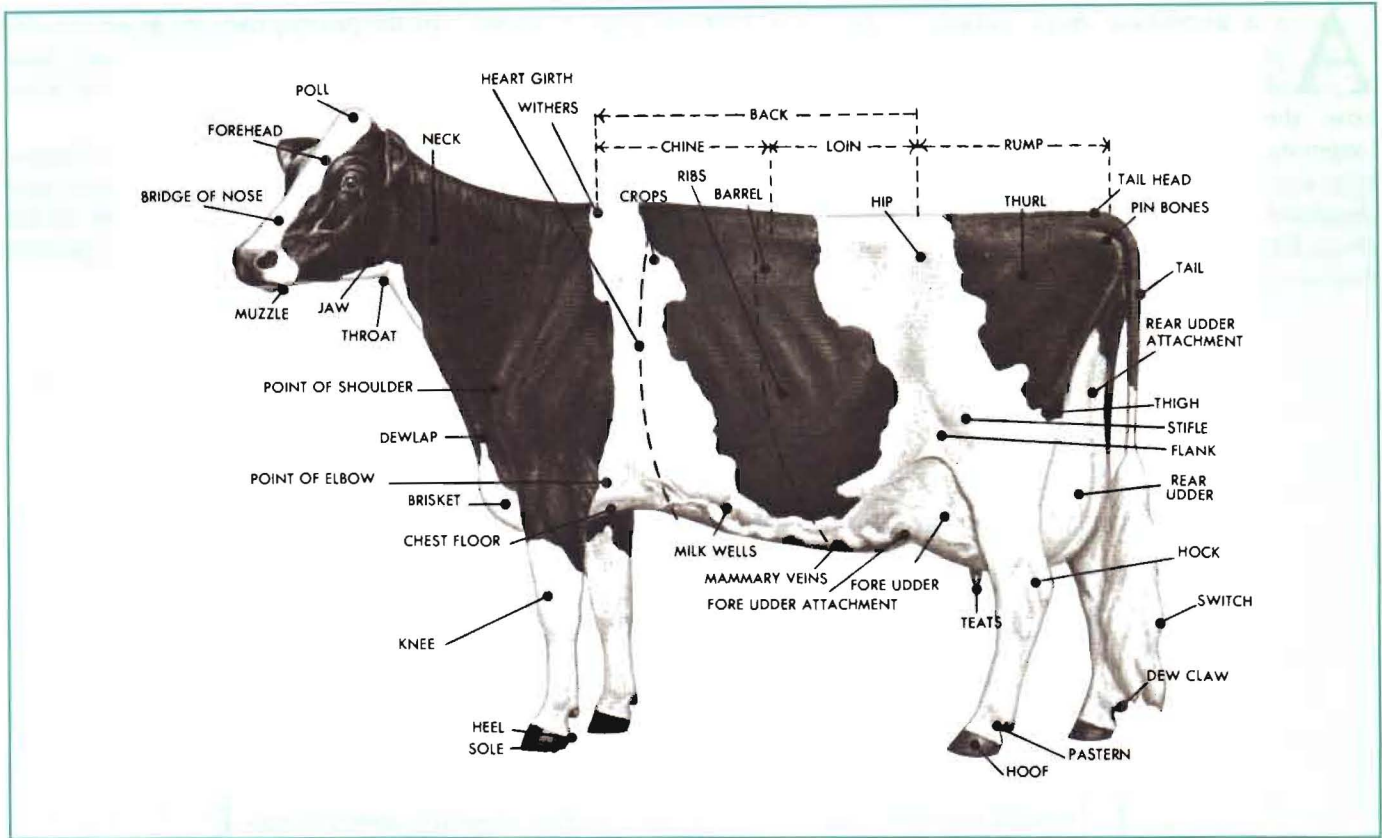 HEART GIRTH
POLL
WITHERS
BACK
FOREHEAD
NECK
CHINE
LOIN
RUMP
RIBS
BRIDGE OF NOSE
CROPS
BARREL
HIP
THURL
TAIL HEAD
PIN BONES
TAIL
MUZZLE
JAW
THROAT
REAR UDDER
ATTACHMENT
POINT OF SHOULDER
THIGH
STIFLE
DEWLAP
FLANK
POINT OF ELBOW
BRISKET
REAR
UDDER
CHEST FLOOR
MILK WELLS
HOCK
MAMMARY VEINS
FORE UDDER
FORE UDDER ATTACHMENT
SWITCH
TEATS
KNEE
DEW CLAW
HEEL
SOLE
PASTERN
HOOF